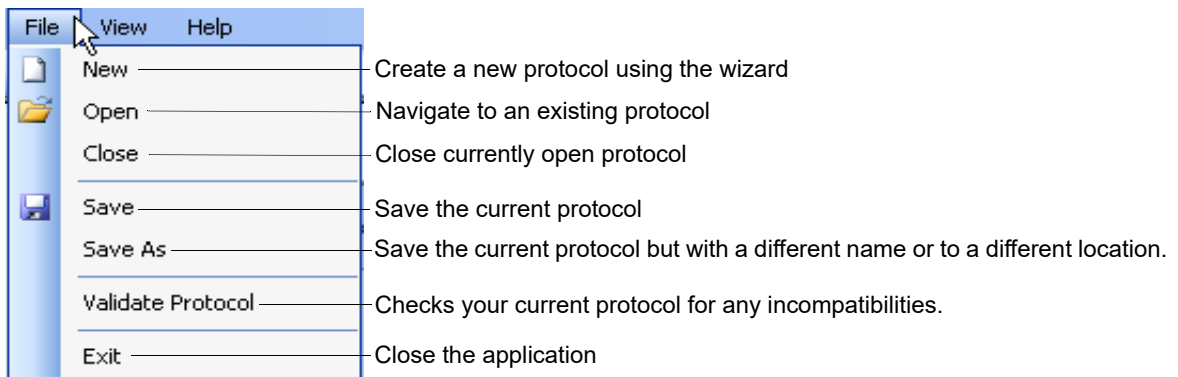 File View Help
New Create a new protocol using the wizard
Open Navigate to an existing protocol
Close Close currently open protocol
Save Save the current protocol
Save As Save the current protocol but with a different name or to a different location.
Validate Protocol Checks your current protocol for any incompatibilities.
Exit Close the application